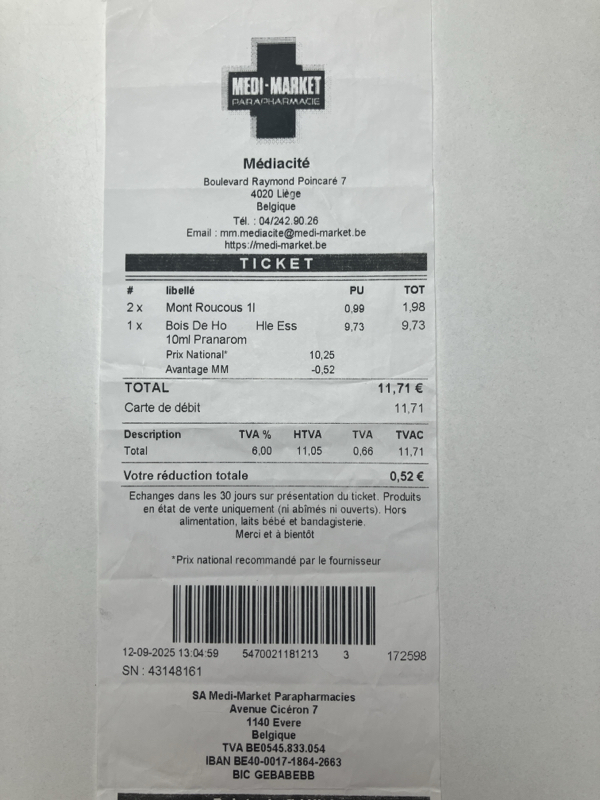 MEDI-MARKET
PARAPHARMACIE
Médiacité
Boulevard Raymond Poincaré 7
4020 Liège
Belgique
Tél. : 04/242.90.26
Email : mm.mediacite@medi-market.be
https://medi-market.be
TICKET
# libellé PU TOT
2 x Mont Roucous 1l 0,99 1,98
1 x Bois De Ho Hle Ess 9,73 9,73
10ml Pranarom
Prix National* 10,25
Avantage MM -0,52
TOTAL 11,71 €
Carte de débit 11,71
Description TVA % HTVA TVA TVAC
Total 6,00 11,05 0,66 11,71
Votre réduction totale 0,52 €
Echanges dans les 30 jours sur présentation du ticket. Produits
en état de vente uniquement (ni abîmés ni ouverts). Hors
alimentation, laits bébé et bandagisterie.
Merci et à bientôt
*Prix national recommandé par le fournisseur
12-09-2025 13:04:59 5470021181213 3 172598
SN : 43148161
SA Medi-Market Parapharmacies
Avenue Cicéron 7
1140 Evere
Belgique
TVA BE0545.833.054
IBAN BE40-0017-1864-2663
BIC GEBABEBB